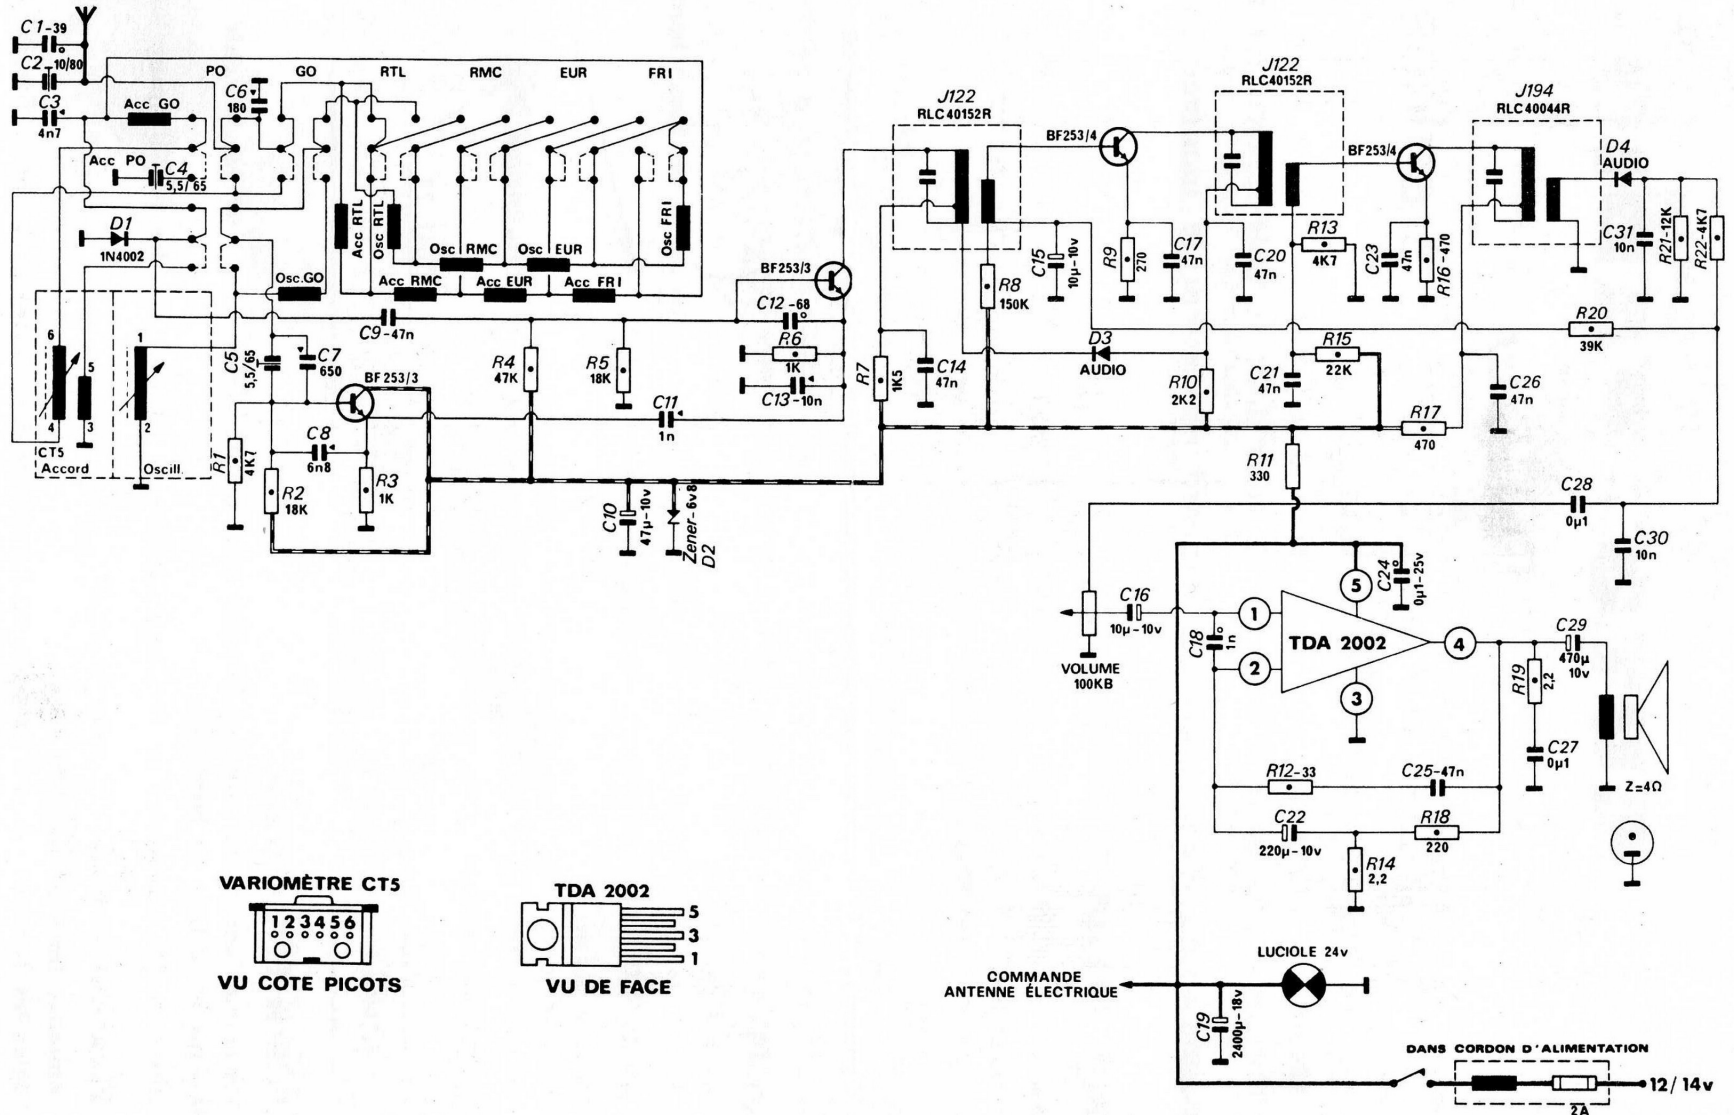 C1-39
C2 10/80
C3
4n7
Acc GO
PO
GO
RTL
RMC
EUR
FRI
C6
180
Acc PO
C4
5,5/65
D1
1N4002
Acc RTL
Osc RTL
Osc RMC
Osc EUR
Osc FRI
Osc.GO
Acc RMC
Acc EUR
Acc FRI
C9-47n
6
5
4
3
1
2
CT5
Accord
Oscill.
C5
5,5/65
C7
650
BF 253/3
R1
4K7
C8
6n8
R2
18K
R3
1K
R4
47K
R5
18K
C10
47µ-10v
Zener-6v8
D2
C11
1n
BF253/3
C12-68
R6
1K
C13-10n
R7
1K5
C14
47n
J122
RLC40152R
R8
150K
C15
10µ-10v
BF253/4
R9
270
C17
47n
D3
AUDIO
J122
RLC40152R
C20
47n
R10
2K2
R13
4K7
C21
47n
R15
22K
BF253/4
C23
47n
R16-470
J194
RLC40044R
D4
AUDIO
C31
10n
R21-12K
R22-4K7
R20
39K
C26
47n
R17
470
R11
330
C28
0µ1
C30
10n
VOLUME
100KB
C16
10µ-10v
C18
1n
1
2
3
4
5
TDA 2002
C24
0µ1-25v
C29
470µ
10v
R19
2,2
C27
0µ1
Z=4Ω
R12-33
C25-47n
C22
220µ-10v
R18
220
R14
2,2
VARIOMÈTRE CT5
1 2 3 4 5 6
VU COTE PICOTS
TDA 2002
5
3
1
VU DE FACE
COMMANDE
ANTENNE ÉLECTRIQUE
LUCIOLE 24v
C19
2400µ-18v
DANS CORDON D'ALIMENTATION
12/14v
2A